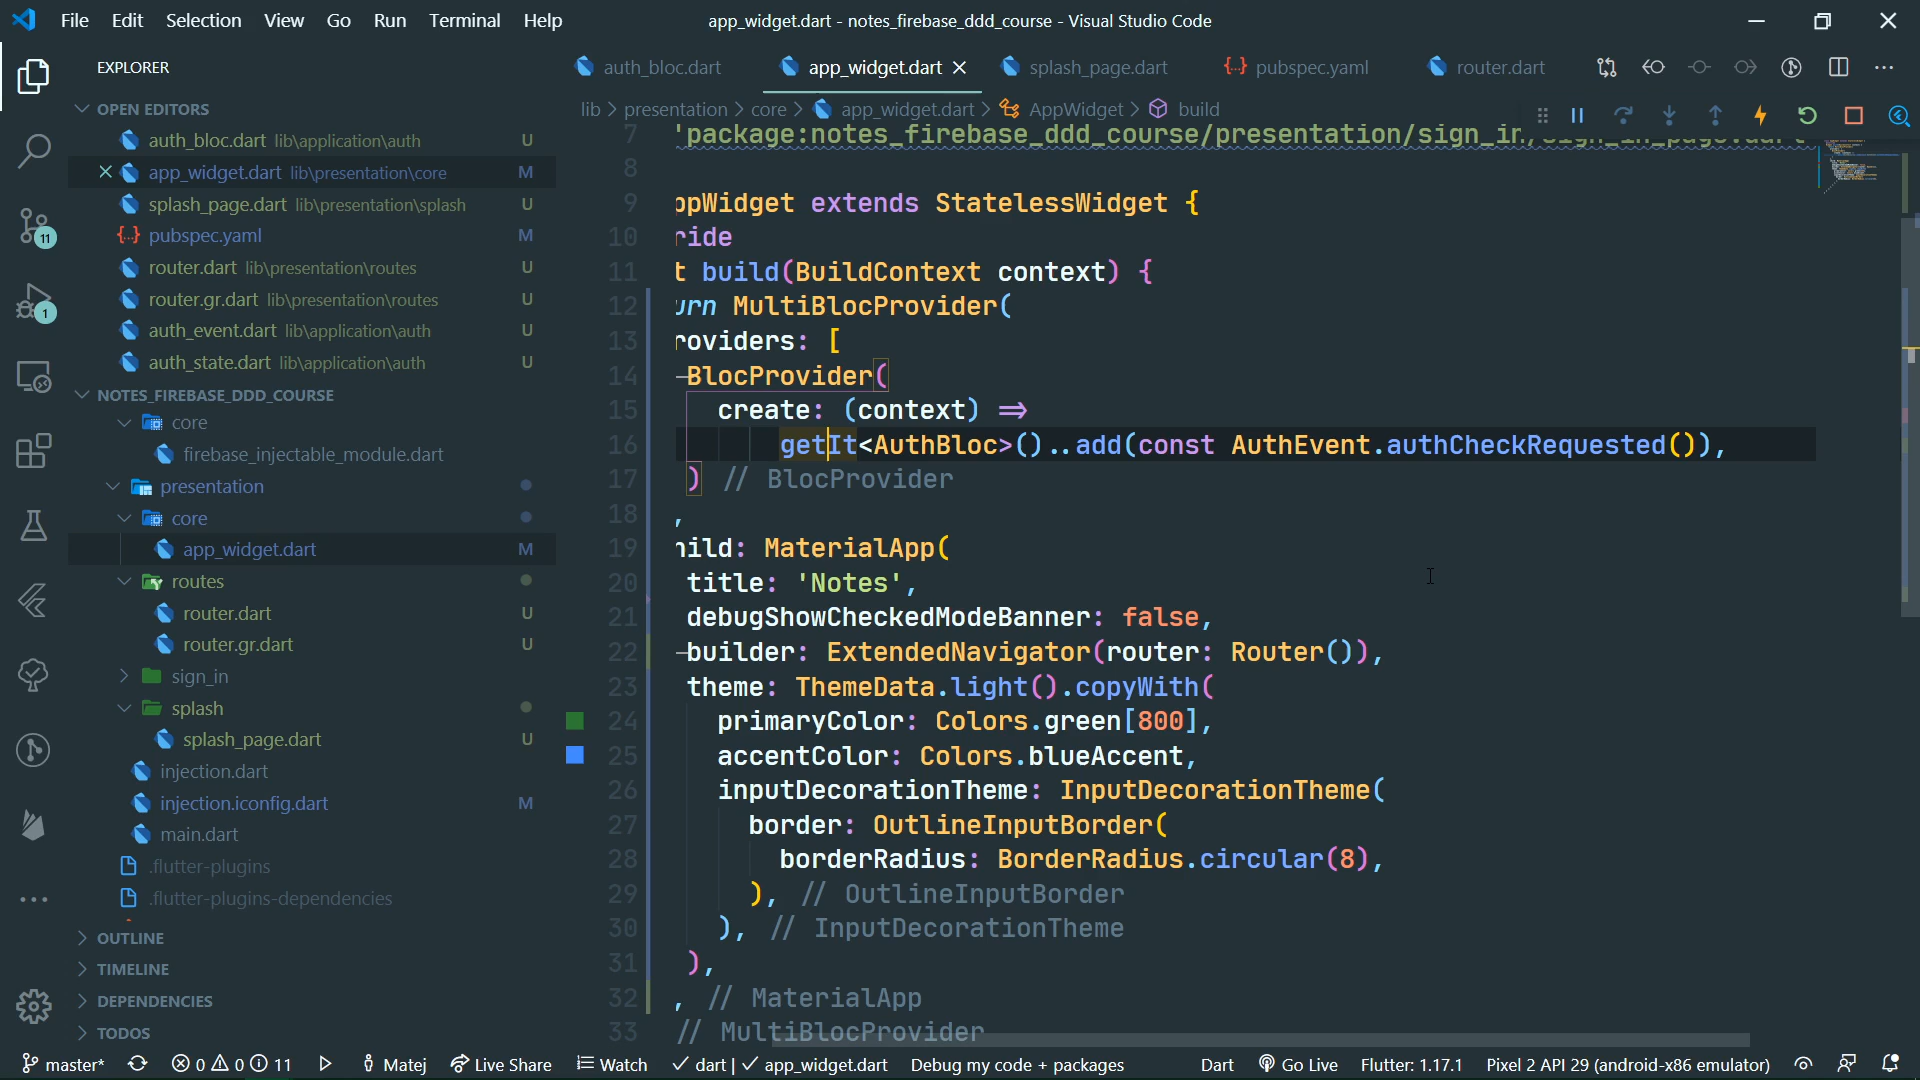 File Edit Selection View Go Run Terminal Help
app_widget.dart - notes_firebase_ddd_course - Visual Studio Code
EXPLORER
OPEN EDITORS
auth_bloc.dart lib\application\auth U
app_widget.dart lib\presentation\core M
splash_page.dart lib\presentation\splash U
pubspec.yaml M
router.dart lib\presentation\routes U
router.gr.dart lib\presentation\routes U
auth_event.dart lib\application\auth U
auth_state.dart lib\application\auth U
NOTES_FIREBASE_DDD_COURSE
core
firebase_injectable_module.dart
presentation
core
app_widget.dart M
routes
router.dart U
router.gr.dart U
sign_in
splash
splash_page.dart U
injection.dart
injection.iconfig.dart M
main.dart
.flutter-plugins
.flutter-plugins-dependencies
OUTLINE
TIMELINE
DEPENDENCIES
TODOS
11
1
auth_bloc.dart
app_widget.dart
splash_page.dart
pubspec.yaml
router.dart
lib > presentation > core > app_widget.dart > AppWidget > build
7 'package:notes_firebase_ddd_course/presentation/sign_in/sign_in_page.dart
8
9 ppWidget extends StatelessWidget {
10 ride
11 t build(BuildContext context) {
12 urn MultiBlocProvider(
13 roviders: [
14 BlocProvider(
15 create: (context) =>
16 getIt<AuthBloc>()..add(const AuthEvent.authCheckRequested()),
17 ) // BlocProvider
18 ,
19 hild: MaterialApp(
20 title: 'Notes',
21 debugShowCheckedModeBanner: false,
22 builder: ExtendedNavigator(router: Router()),
23 theme: ThemeData.light().copyWith(
24 primaryColor: Colors.green[800],
25 accentColor: Colors.blueAccent,
26 inputDecorationTheme: InputDecorationTheme(
27 border: OutlineInputBorder(
28 borderRadius: BorderRadius.circular(8),
29 ), // OutlineInputBorder
30 ), // InputDecorationTheme
31 ),
32 , // MaterialApp
33 // MultiBlocProvider
master* 0 0 11 Matej Live Share Watch dart | app_widget.dart Debug my code + packages Dart Go Live Flutter: 1.17.1 Pixel 2 API 29 (android-x86 emulator)